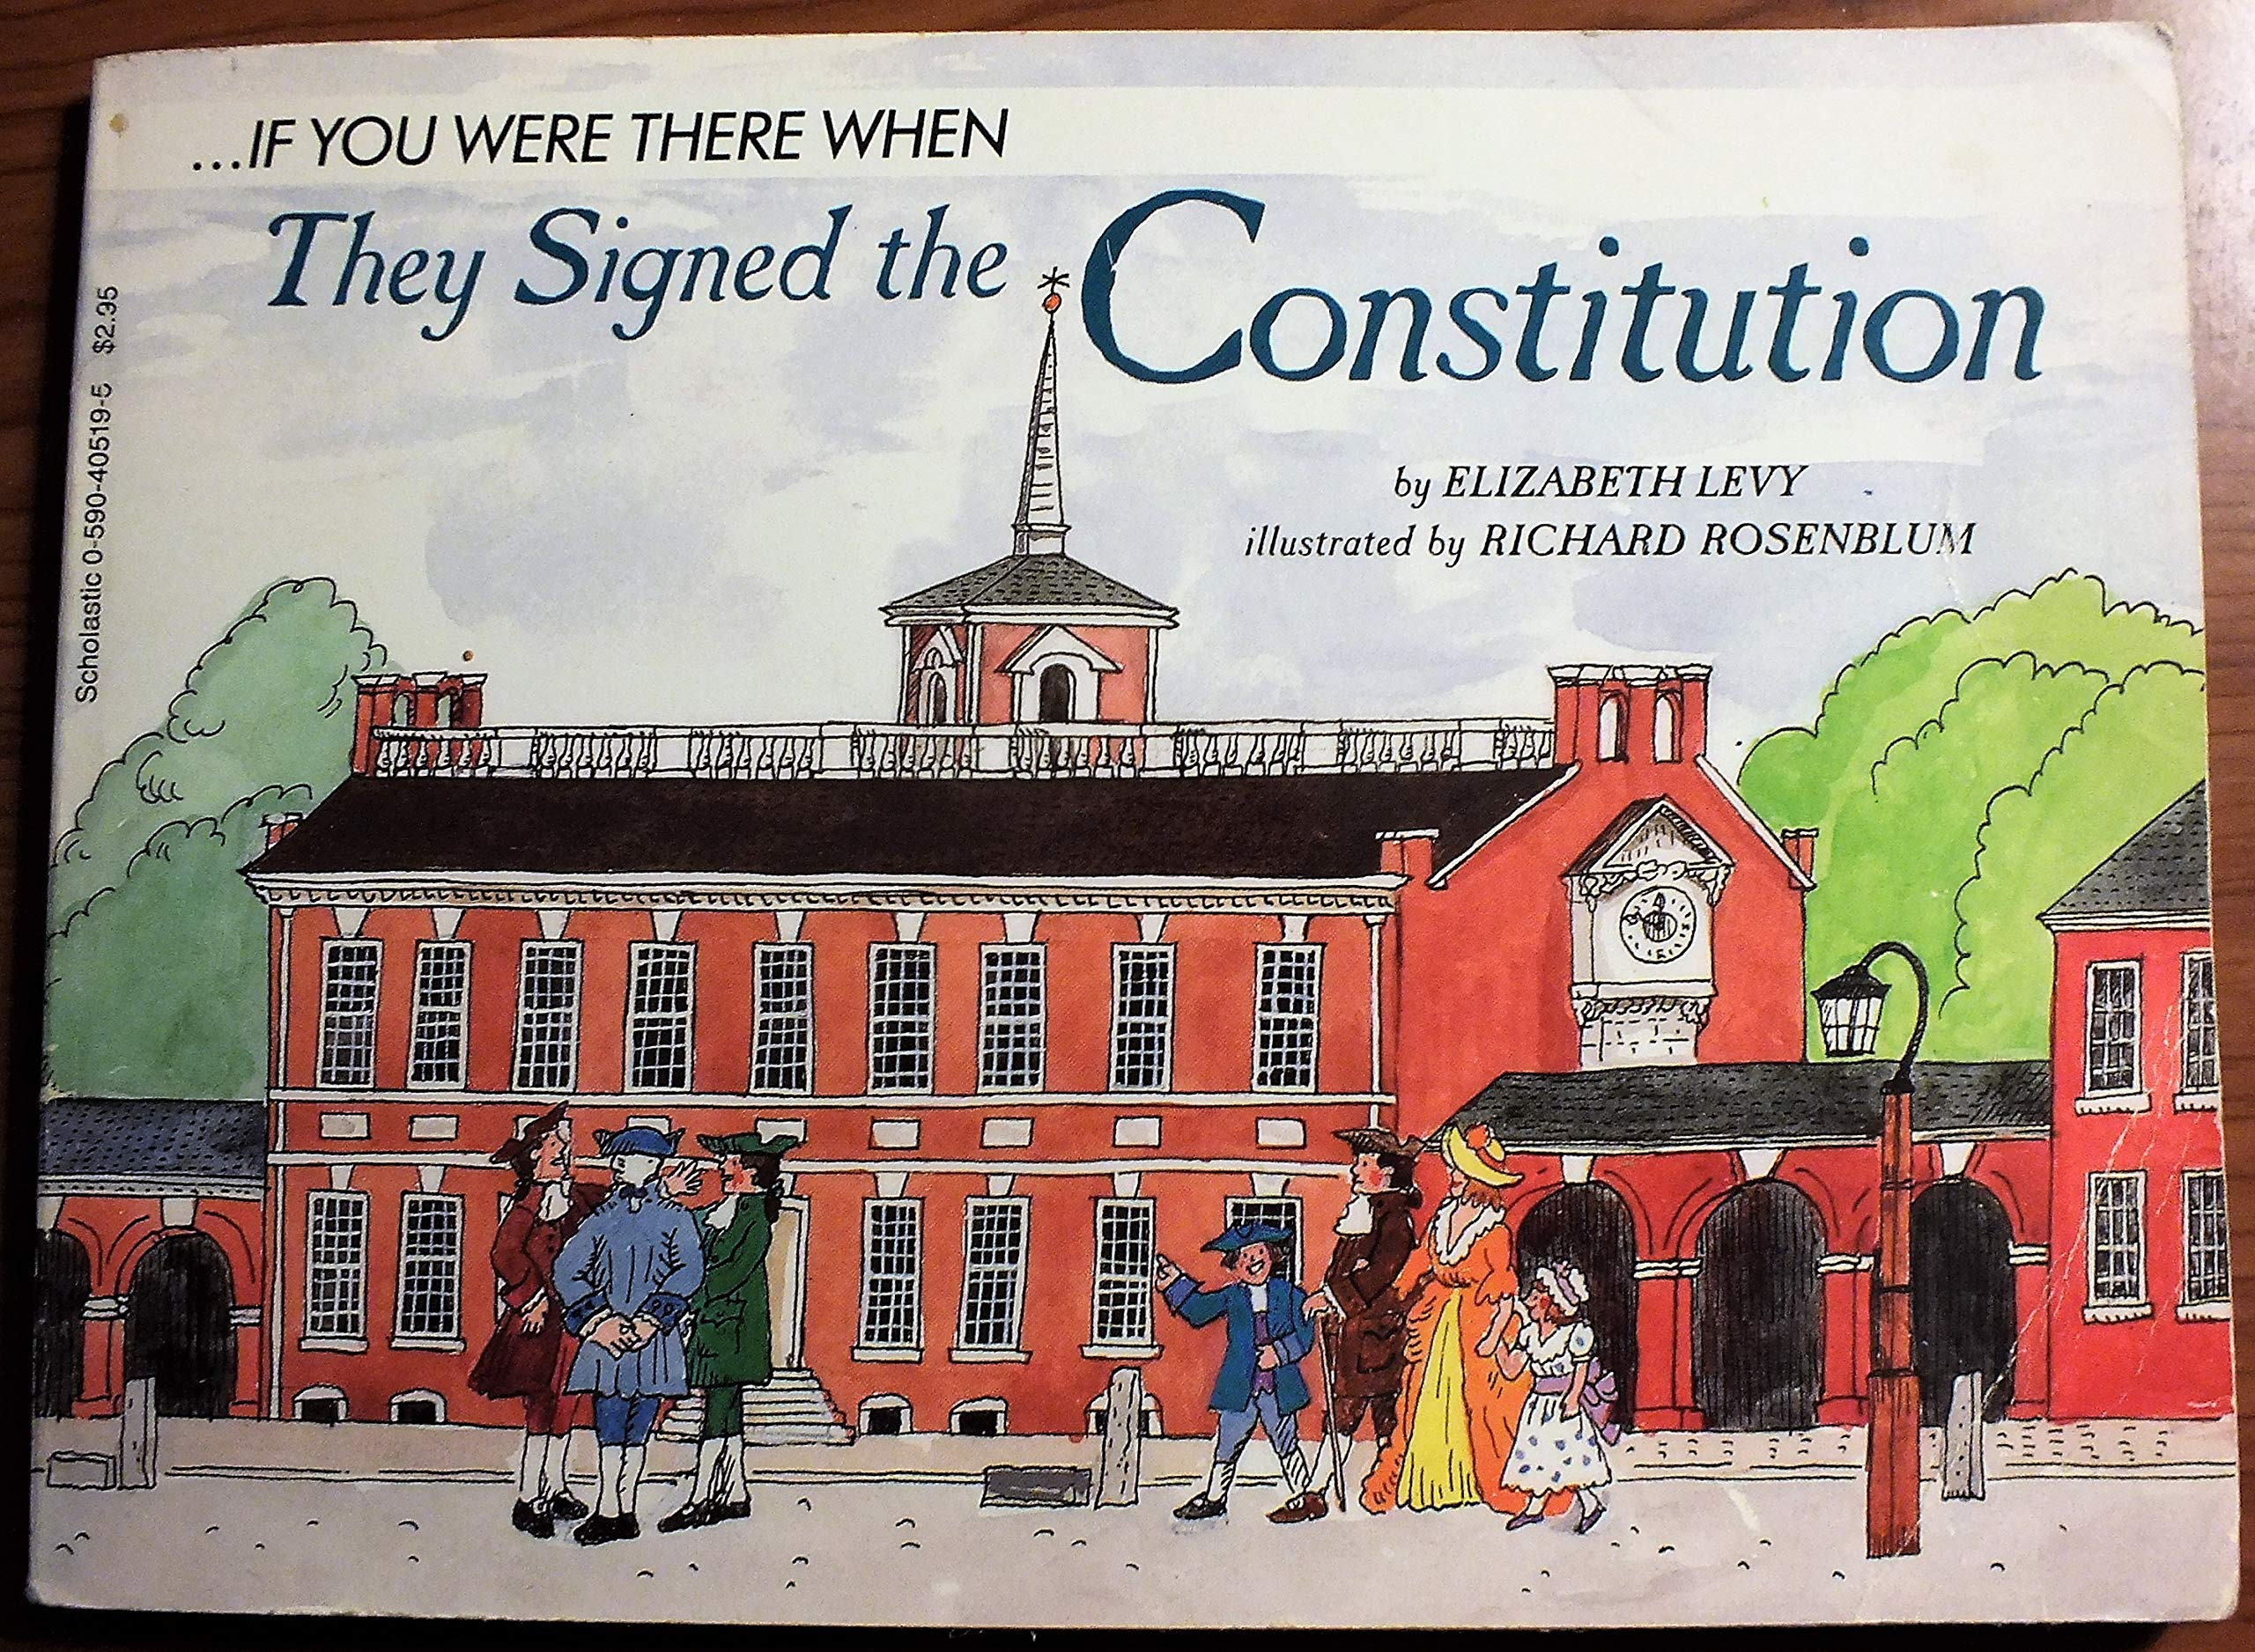 ...IF YOU WERE THERE WHEN
They Signed the Constitution
by ELIZABETH LEVY
illustrated by RICHARD ROSENBLUM
Scholastic 0-590-40519-5 $2.95